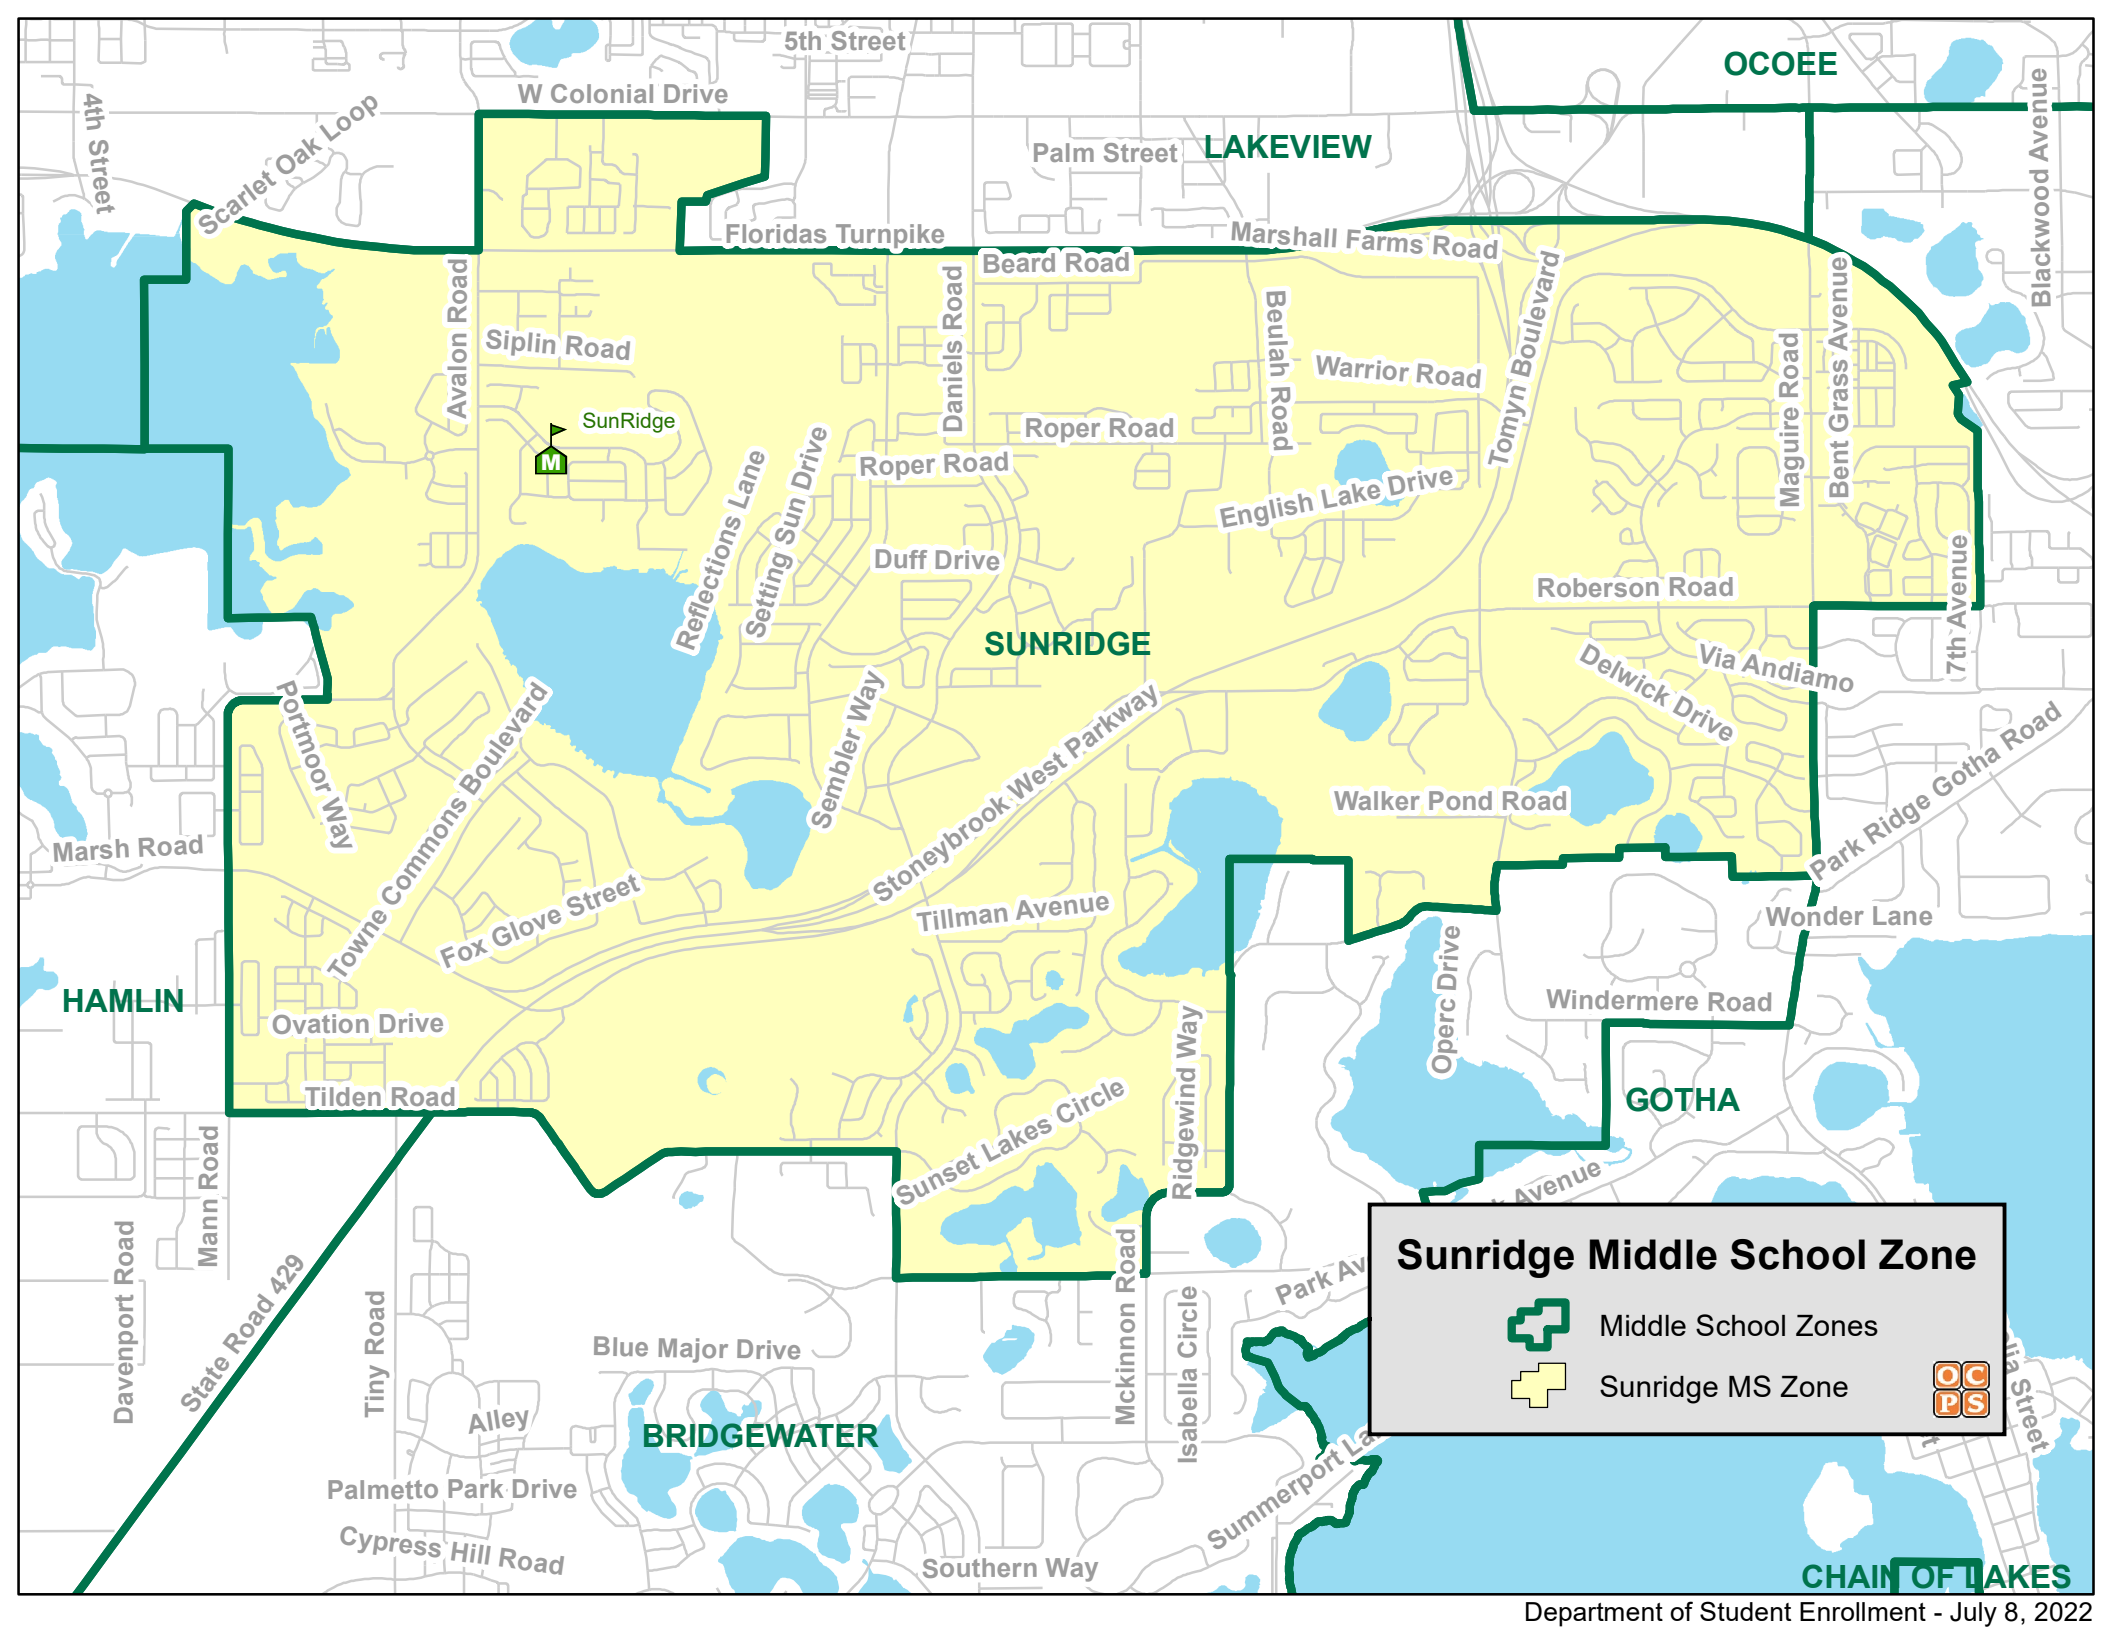 5th Street
OCOEE
W Colonial Drive
4th Street
Scarlet Oak Loop
Palm Street
LAKEVIEW
Blackwood Avenue
Floridas Turnpike
Marshall Farms Road
Beard Road
Avalon Road
Siplin Road
Daniels Road
Beulah Road
Warrior Road
Tomyn Boulevard
Maguire Road
Bent Grass Avenue
SunRidge
M
Roper Road
Roper Road
Reflections Lane
Setting Sun Drive
English Lake Drive
Duff Drive
Roberson Road
7th Avenue
SUNRIDGE
Delwick Drive
Via Andiamo
Portmoor Way
Towne Commons Boulevard
Sembler Way
Stoneybrook West Parkway
Park Ridge Gotha Road
Walker Pond Road
Marsh Road
Fox Glove Street
Tillman Avenue
Wonder Lane
Operc Drive
HAMLIN
Windermere Road
Ovation Drive
Ridgewind Way
Tilden Road
GOTHA
Sunset Lakes Circle
Mann Road
Avenue
Davenport Road
State Road 429
Tiny Road
Mckinnon Road
Isabella Circle
Park Av
Blue Major Drive
Alley
BRIDGEWATER
Palmetto Park Drive
Cypress Hill Road
Summerport La
Southern Way
Street
Sunridge Middle School Zone
Middle School Zones
Sunridge MS Zone
OC
PS
CHAIN OF LAKES
Department of Student Enrollment - July 8, 2022